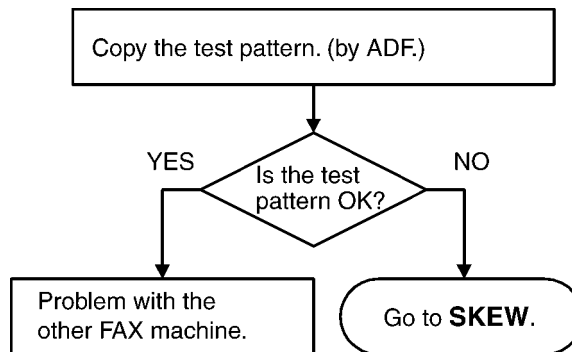 Copy the test pattern. (by ADF.)
YES
NO
Is the test
pattern OK?
Problem with the
other FAX machine.
Go to SKEW.